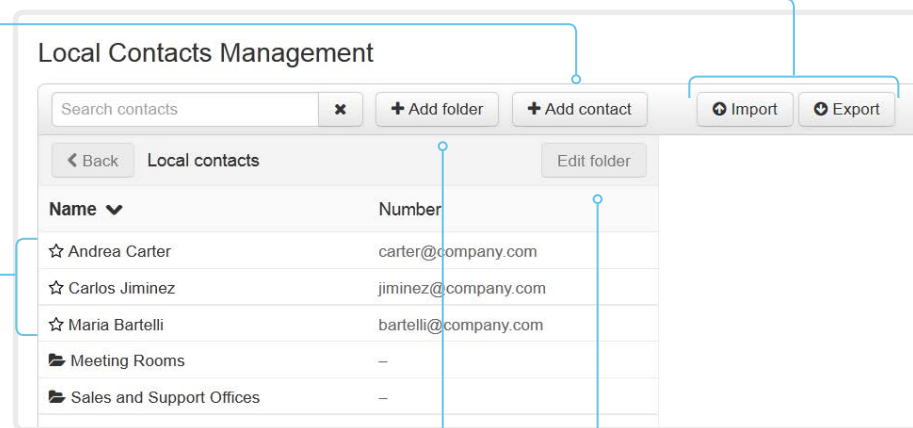 Local Contacts Management
Search contacts
Add folder
Add contact
Import
Export
Back
Local contacts
Edit folder
Name
Number
Andrea Carter
carter@company.com
Carlos Jiminez
jiminez@company.com
Maria Bartelli
bartelli@company.com
Meeting Rooms
–
Sales and Support Offices
–